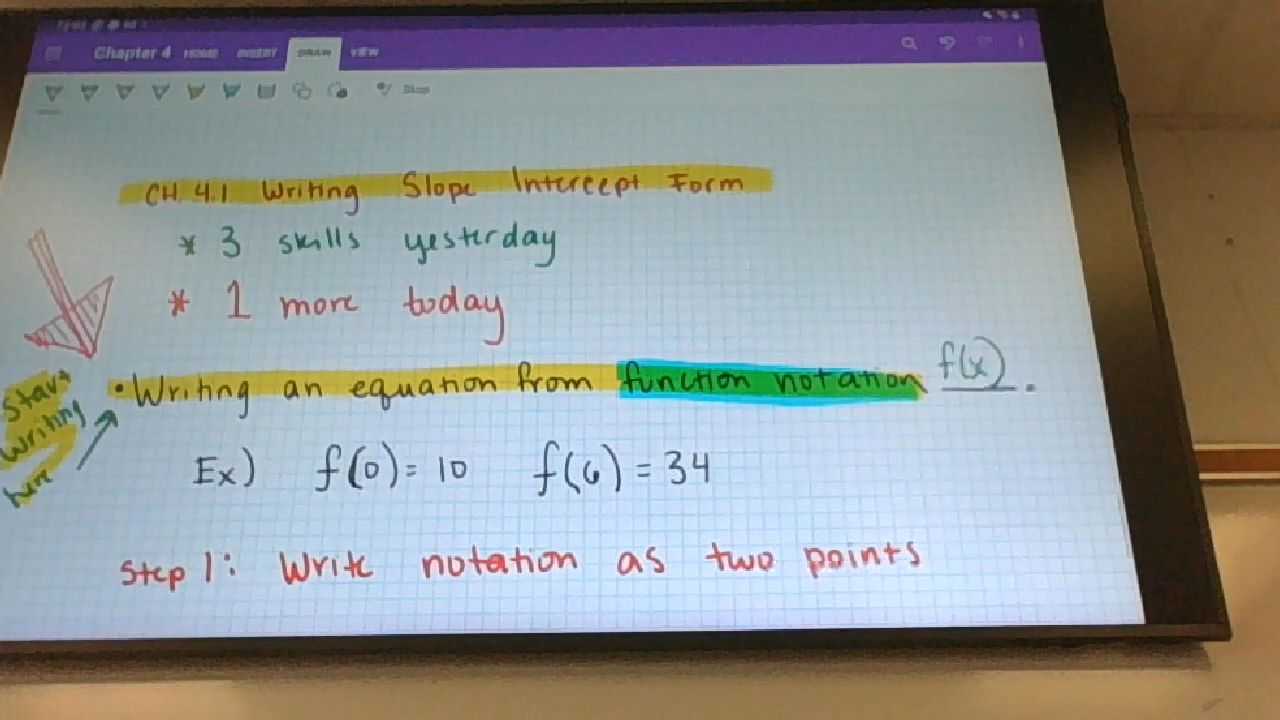 Chapter 4 HOME INSERT DRAW VIEW
Stop
CH 4.1 Writing Slope Intercept Form
* 3 skills yesterday
* 1 more today
• Writing an equation from function notation f(x).
Start
writing
here
Ex) f(0) = 10 f(6) = 34
Step 1: Write notation as two points